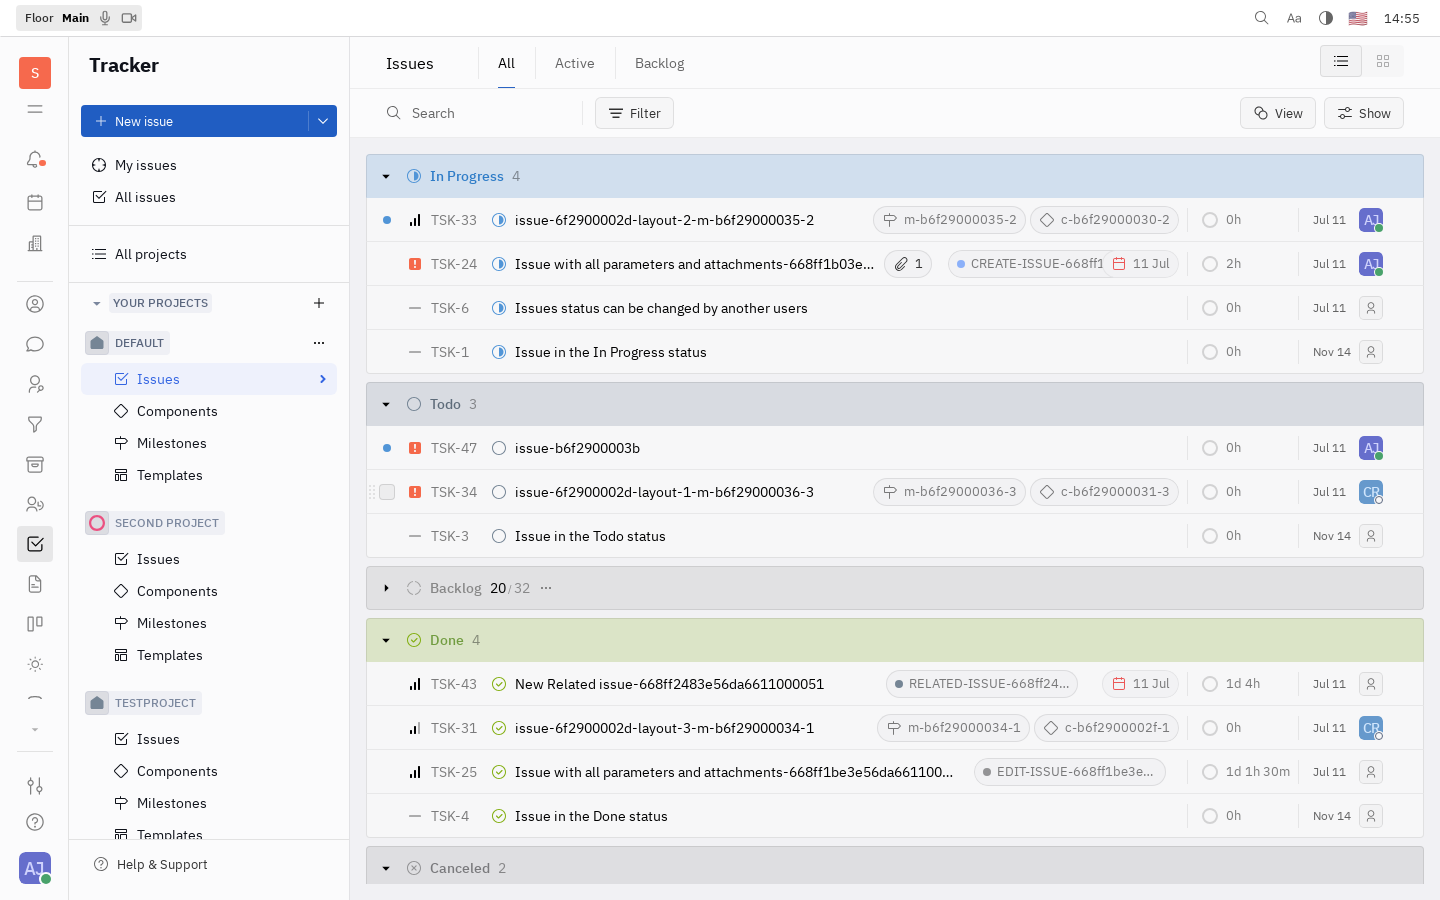 Floor Main
Aa
14:55
S
Tracker
New issue
My issues
All issues
All projects
YOUR PROJECTS
DEFAULT
Issues
Components
Milestones
Templates
SECOND PROJECT
Issues
Components
Milestones
Templates
TESTPROJECT
Issues
Components
Milestones
Templates
Help & Support
AJ
Issues All Active Backlog
Search Filter View Show
In Progress 4
TSK-33 issue-6f2900002d-layout-2-m-b6f29000035-2 m-b6f29000035-2 c-b6f29000030-2 0h Jul 11 AJ
TSK-24 Issue with all parameters and attachments-668ff1b03e... 1 CREATE-ISSUE-668ff1 11 Jul 2h Jul 11 AJ
TSK-6 Issues status can be changed by another users 0h Jul 11
TSK-1 Issue in the In Progress status 0h Nov 14
Todo 3
TSK-47 issue-b6f2900003b 0h Jul 11 AJ
TSK-34 issue-6f2900002d-layout-1-m-b6f29000036-3 m-b6f29000036-3 c-b6f29000031-3 0h Jul 11 CR
TSK-3 Issue in the Todo status 0h Nov 14
Backlog 20/32 ...
Done 4
TSK-43 New Related issue-668ff2483e56da6611000051 RELATED-ISSUE-668ff24... 11 Jul 1d 4h Jul 11
TSK-31 issue-6f2900002d-layout-3-m-b6f29000034-1 m-b6f29000034-1 c-b6f2900002f-1 0h Jul 11 CR
TSK-25 Issue with all parameters and attachments-668ff1be3e56da661100... EDIT-ISSUE-668ff1be3e... 1d 1h 30m Jul 11
TSK-4 Issue in the Done status 0h Nov 14
Canceled 2